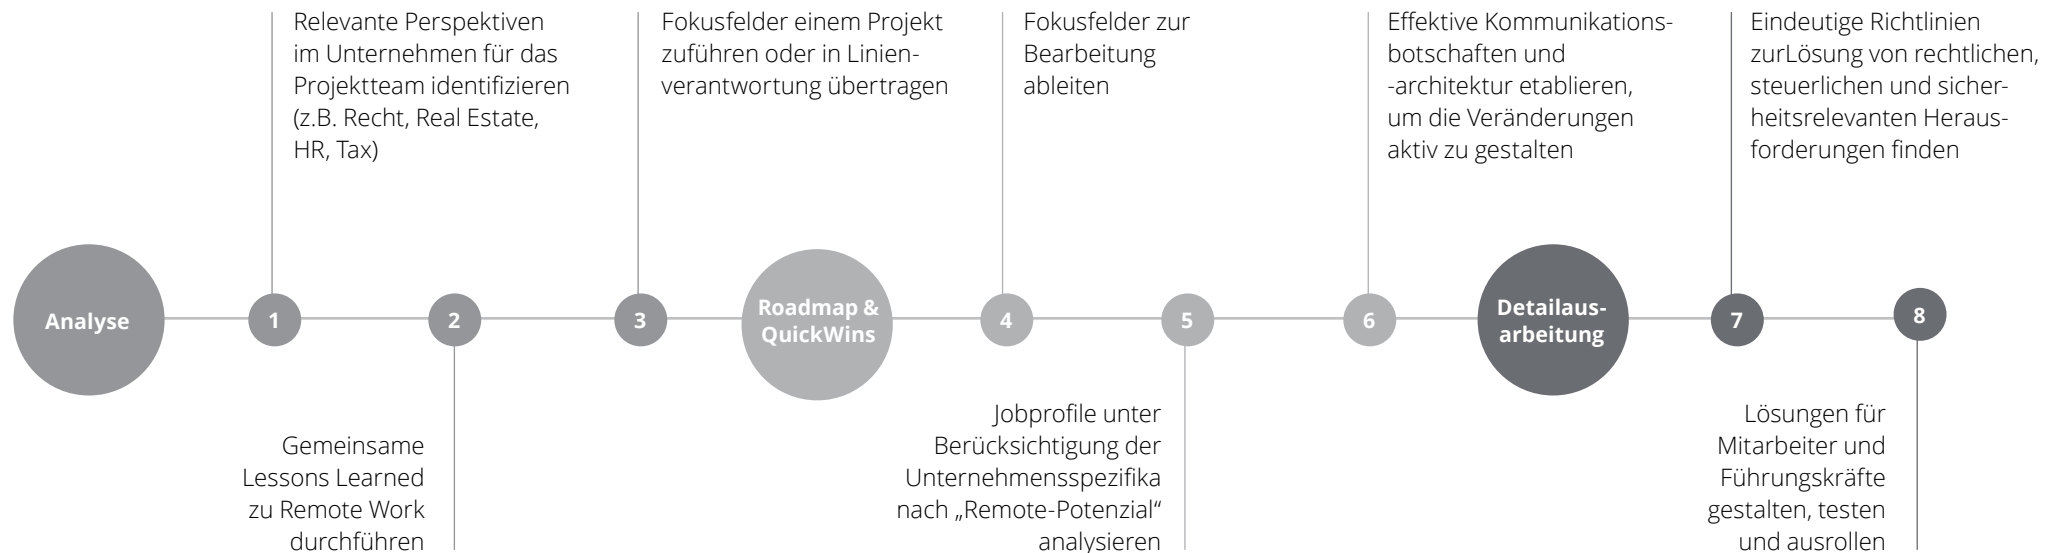 Relevante Perspektiven
im Unternehmen für das
Projektteam identifizieren
(z.B. Recht, Real Estate,
HR, Tax)
Fokusfelder einem Projekt
zuführen oder in Linien-
verantwortung übertragen
Fokusfelder zur
Bearbeitung
ableiten
Effektive Kommunikations-
botschaften und
-architektur etablieren,
um die Veränderungen
aktiv zu gestalten
Eindeutige Richtlinien
zurLösung von rechtlichen,
steuerlichen und sicher-
heitsrelevanten Heraus-
forderungen finden
Analyse
1
2
3
Roadmap &
QuickWins
4
5
6
Detailaus-
arbeitung
7
8
Gemeinsame
Lessons Learned
zu Remote Work
durchführen
Jobprofile unter
Berücksichtigung der
Unternehmensspezifika
nach „Remote-Potenzial“
analysieren
Lösungen für
Mitarbeiter und
Führungskräfte
gestalten, testen
und ausrollen